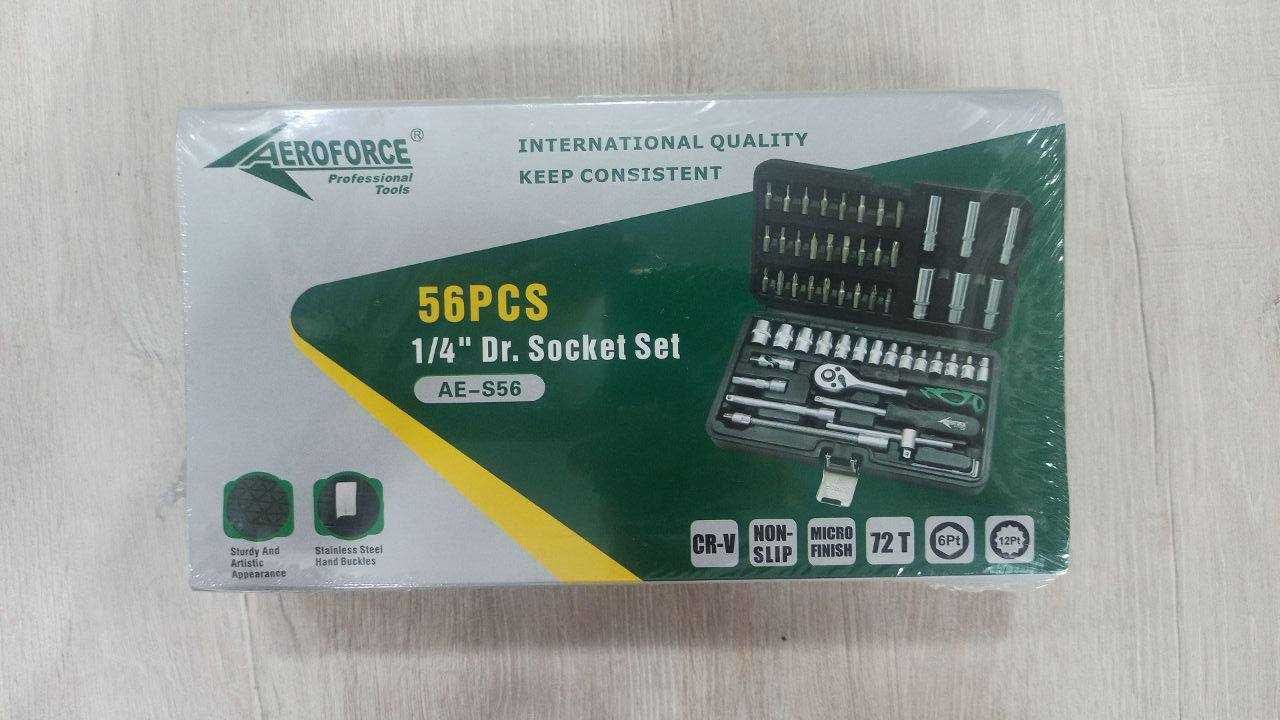 AEROFORCE®
Professional
Tools
INTERNATIONAL QUALITY
KEEP CONSISTENT
56PCS
1/4" Dr. Socket Set
AE-S56
Sturdy And
Artistic
Appearance
Stainless Steel
Hand Buckles
CR-V
NON-
SLIP
MICRO
FINISH
72 T
6Pt
12Pt